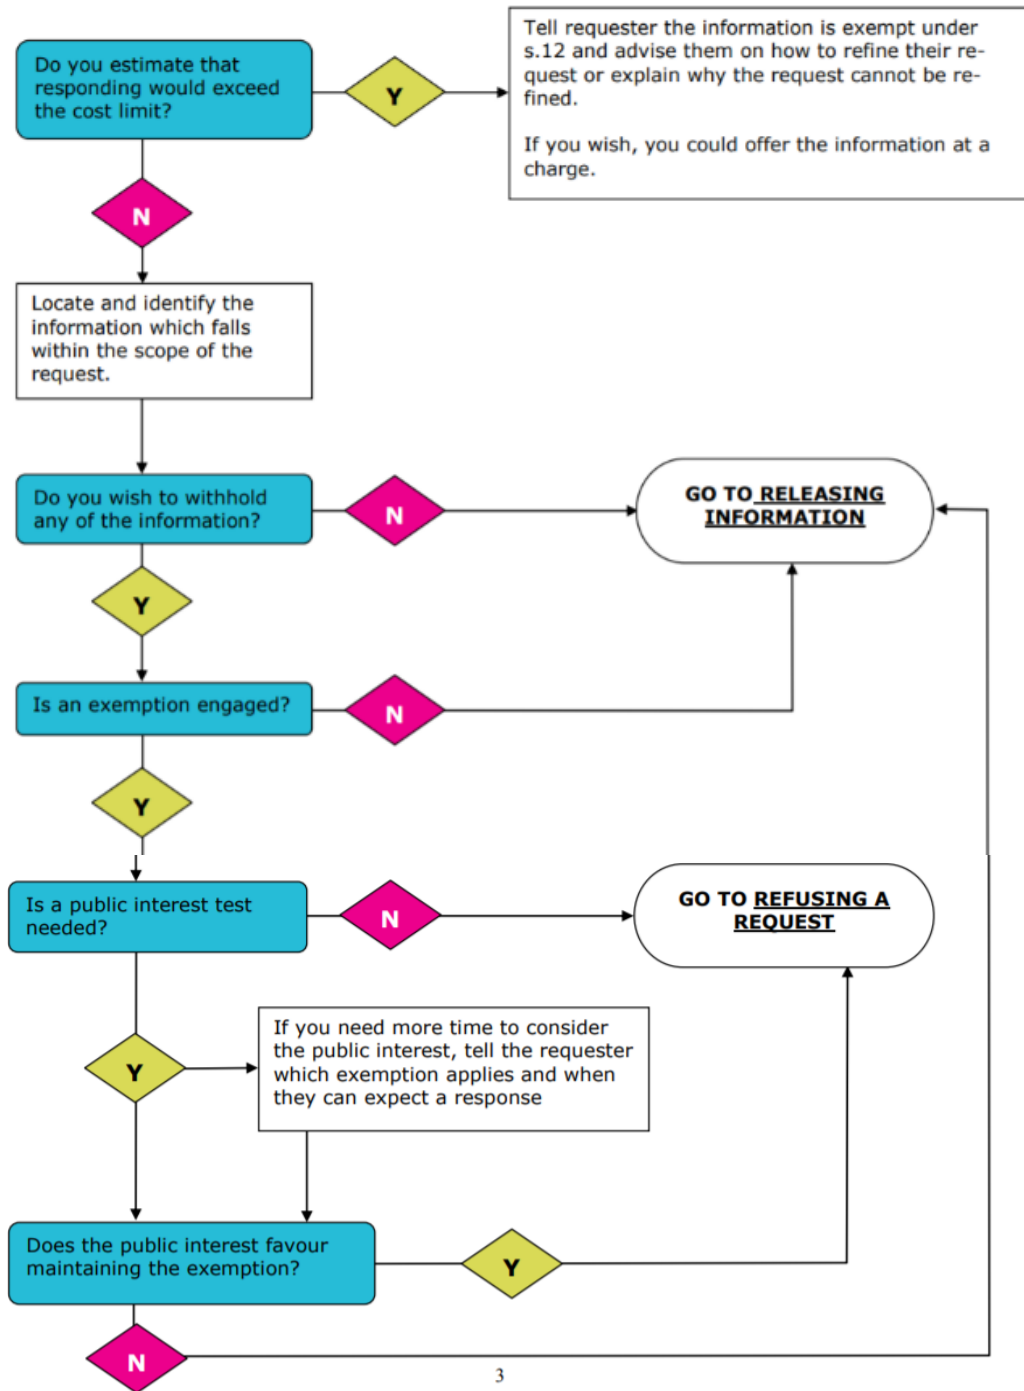 Do you estimate that
responding would exceed
the cost limit?
Y
Tell requester the information is exempt under
s.12 and advise them on how to refine their re-
quest or explain why the request cannot be re-
fined.
If you wish, you could offer the information at a
charge.
N
Locate and identify the
information which falls
within the scope of the
request.
Do you wish to withhold
any of the information?
N
GO TO RELEASING
INFORMATION
Y
Is an exemption engaged?
N
Y
Is a public interest test
needed?
N
GO TO REFUSING A
REQUEST
Y
If you need more time to consider
the public interest, tell the requester
which exemption applies and when
they can expect a response
Does the public interest favour
maintaining the exemption?
Y
N
3